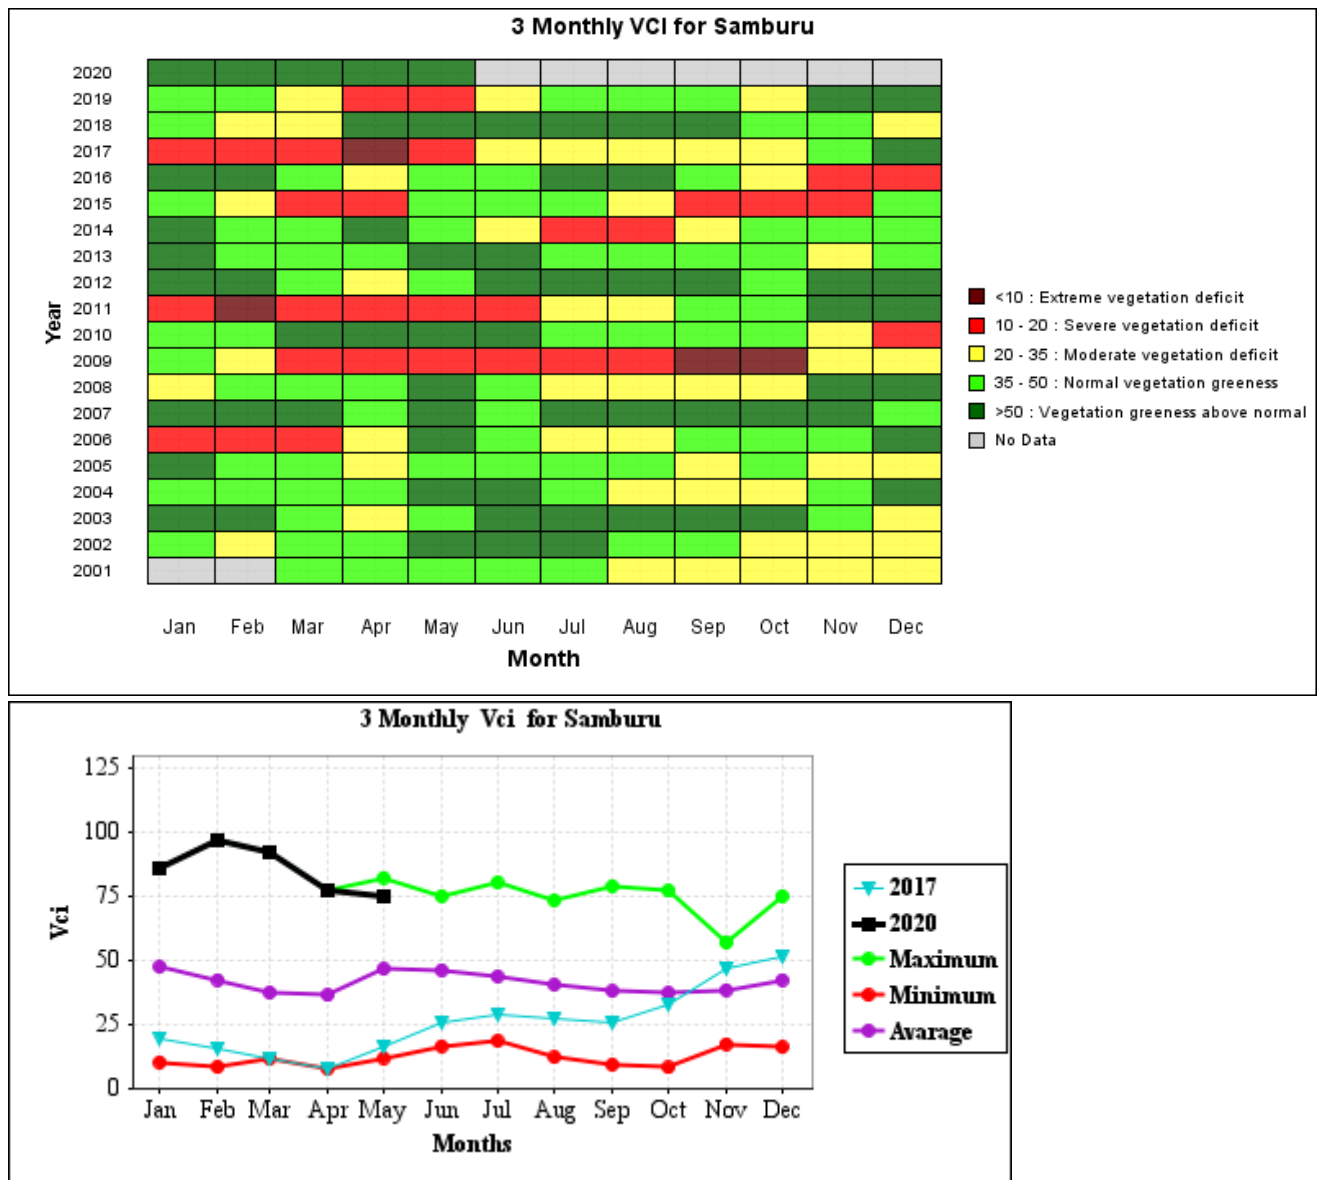 3 Monthly VCI for Samburu
2020
2019
2018
2017
2016
2015
2014
2013
2012
2011
2010
2009
2008
2007
2006
2005
2004
2003
2002
2001
Year
Jan Feb Mar Apr May Jun Jul Aug Sep Oct Nov Dec
Month
<10 : Extreme vegetation deficit
10 - 20 : Severe vegetation deficit
20 - 35 : Moderate vegetation deficit
35 - 50 : Normal vegetation greeness
>50 : Vegetation greeness above normal
No Data
3 Monthly Vci for Samburu
125
100
75
50
25
0
Vci
Jan Feb Mar Apr May Jun Jul Aug Sep Oct Nov Dec
Months
2017
2020
Maximum
Minimum
Avarage